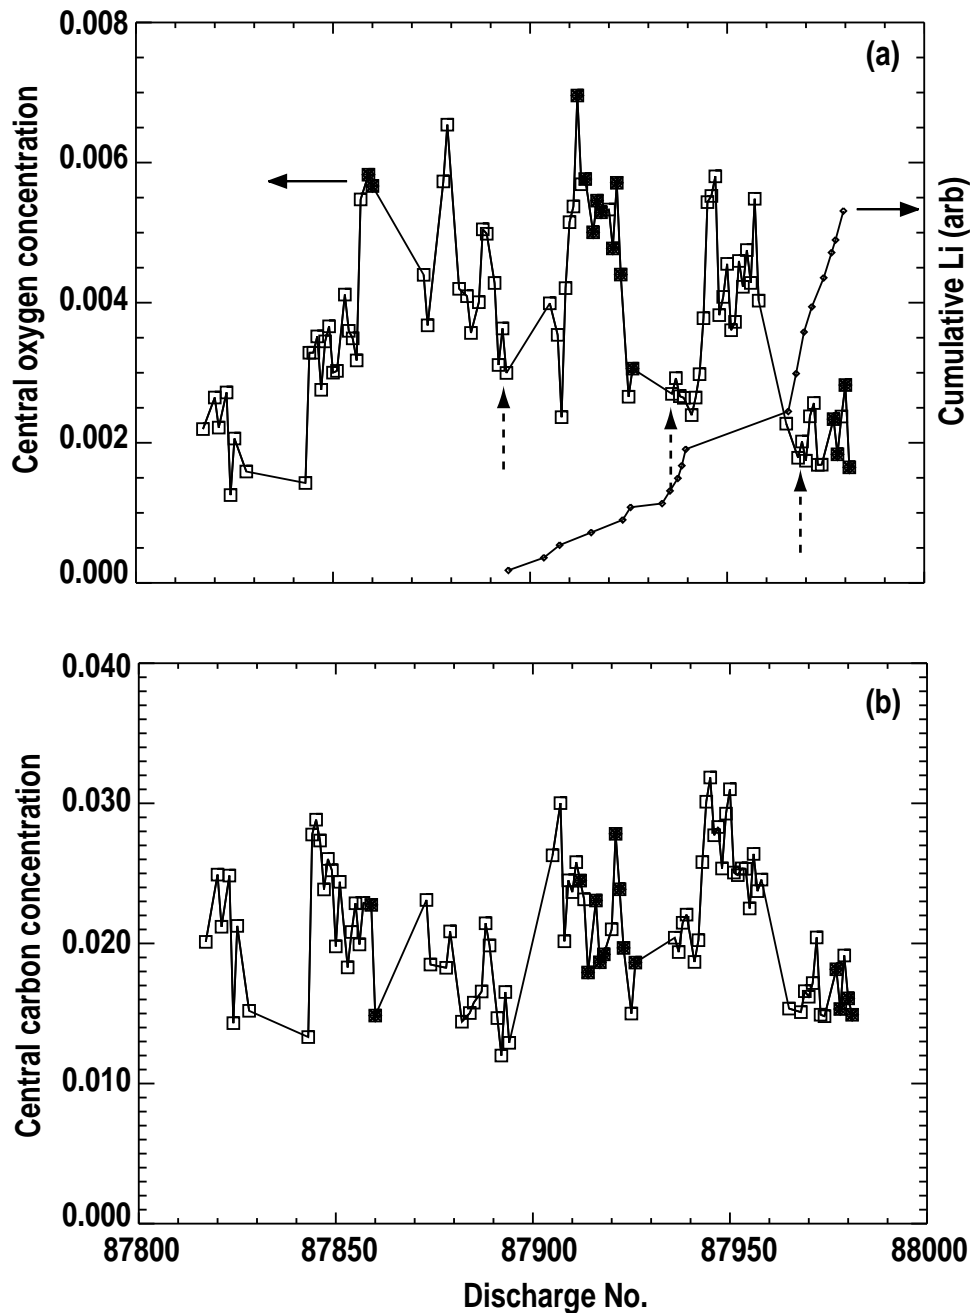 (a)
Central oxygen concentration
0.008
0.006
0.004
0.002
0.000
Cumulative Li (arb)
(b)
Central carbon concentration
0.040
0.030
0.020
0.010
0.000
87800 87850 87900 87950 88000
Discharge No.